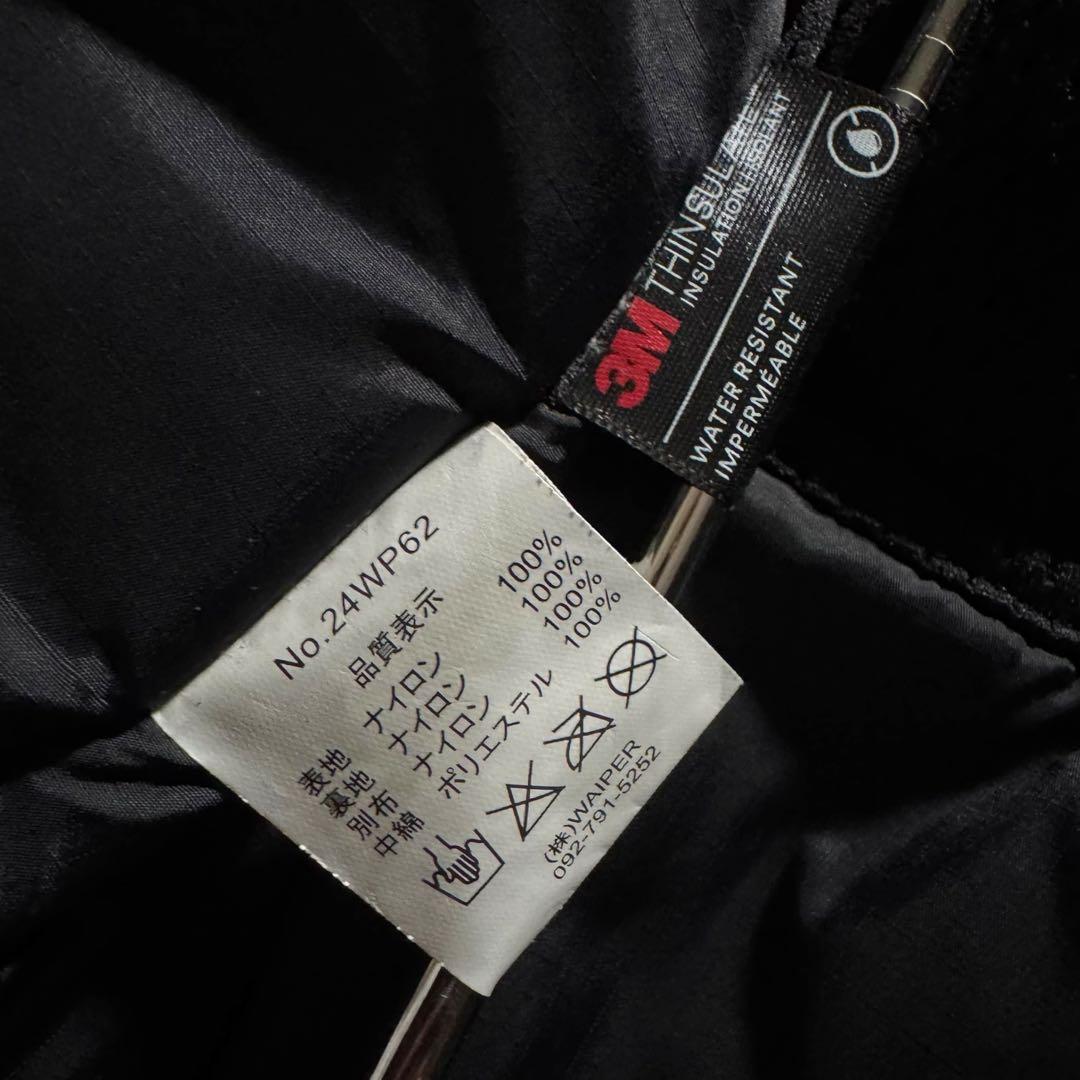 3M THINSULATE
INSULATION | ISOLANT
WATER RESISTANT
IMPERMÉABLE
No.24WP62
品質表示
表地 ナイロン 100%
裏地 ナイロン 100%
別布 ナイロン 100%
中綿 ポリエステル 100%
(株)WAIPER
092-791-5252